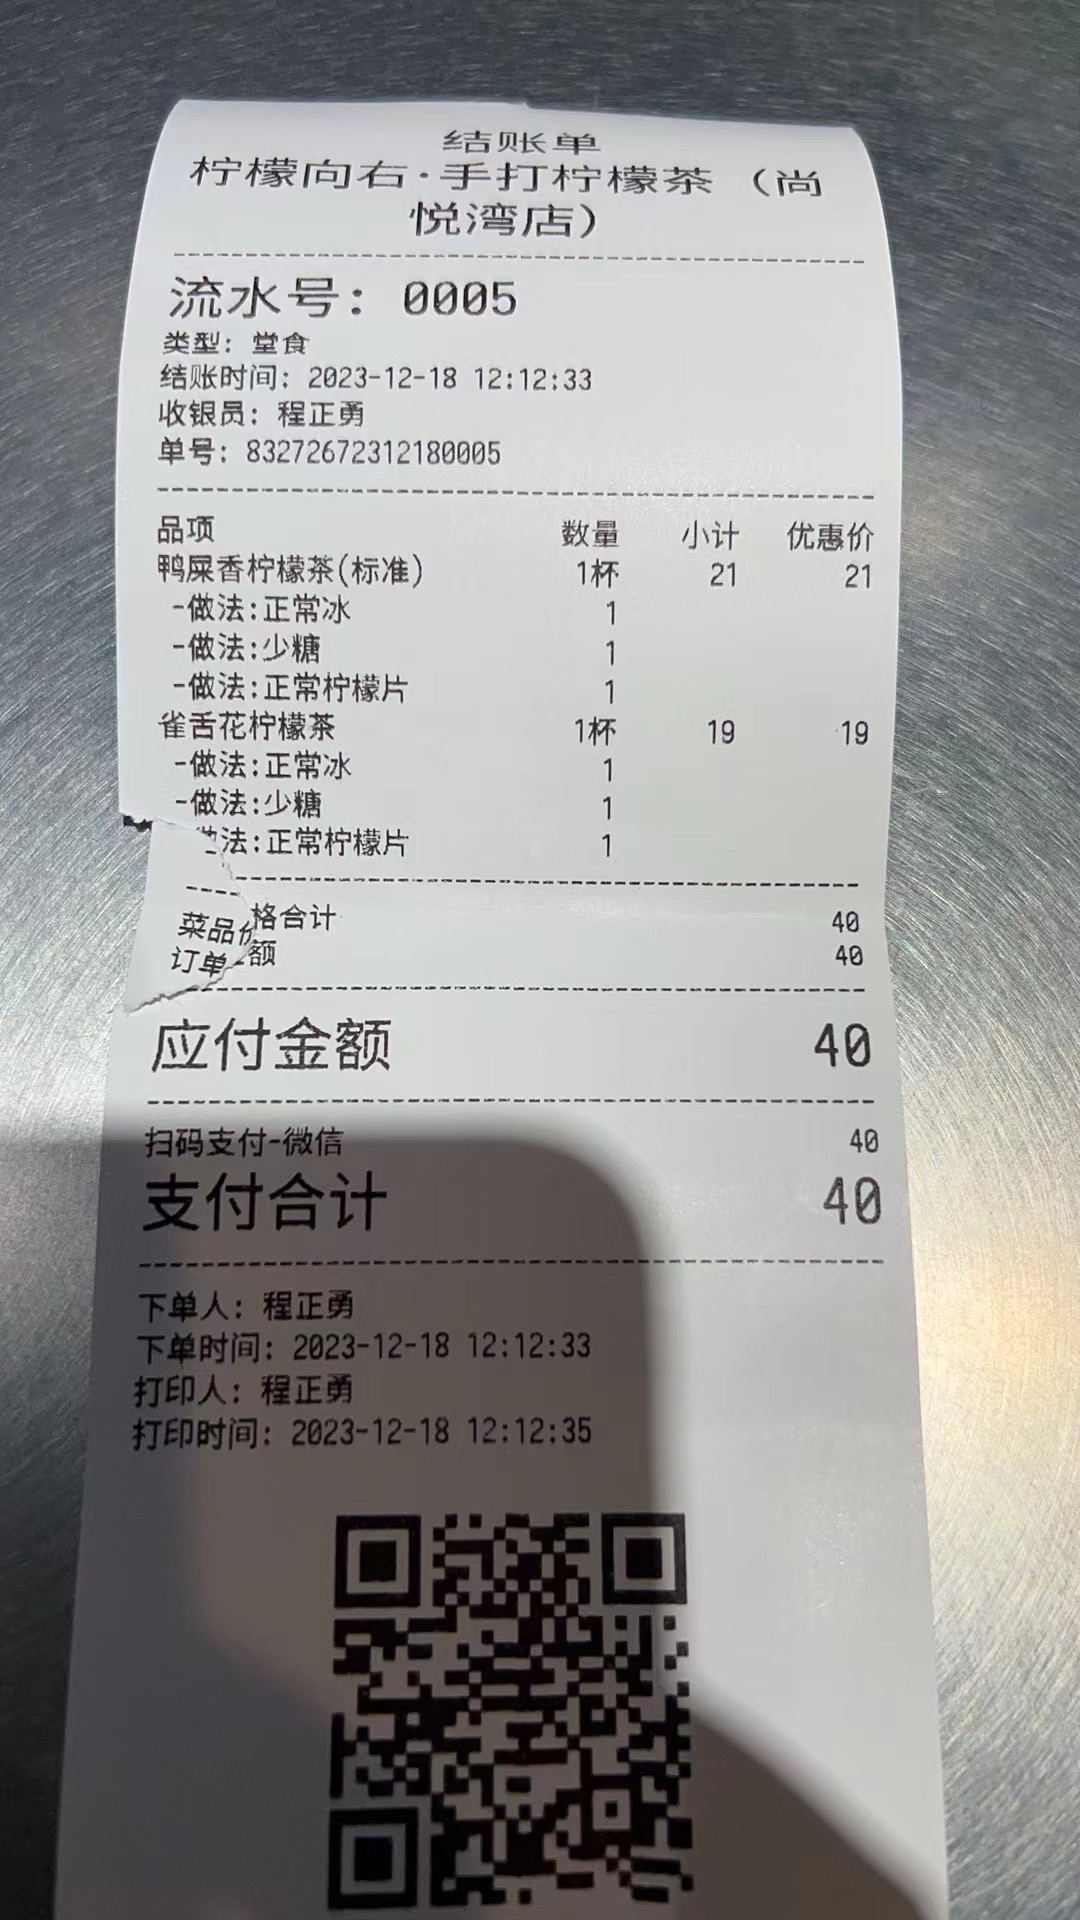 结账单
柠檬向右·手打柠檬茶（尚
悦湾店）
流水号：0005
类型：堂食
结账时间：2023-12-18 12:12:33
收银员：程正勇
单号：83272672312180005
品项 数量 小计 优惠价
鸭屎香柠檬茶(标准) 1杯 21 21
-做法:正常冰 1
-做法:少糖 1
-做法:正常柠檬片 1
雀舌花柠檬茶 1杯 19 19
-做法:正常冰 1
-做法:少糖 1
法:正常柠檬片 1
菜品价格合计 40
订单 额 40
应付金额 40
扫码支付-微信 40
支付合计 40
下单人：程正勇
下单时间：2023-12-18 12:12:33
打印人：程正勇
打印时间：2023-12-18 12:12:35